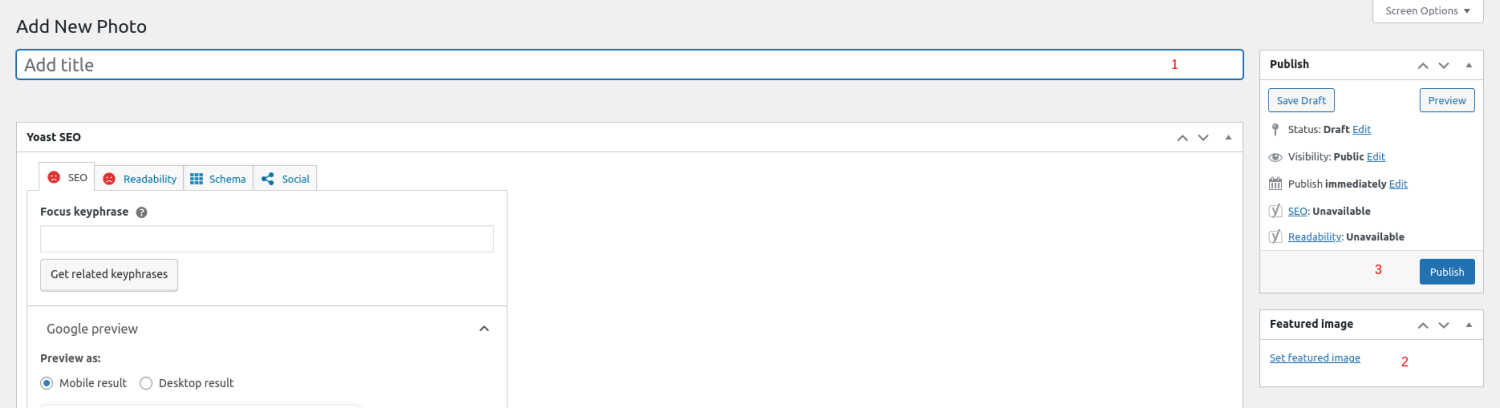 Screen Options
Add New Photo
Add title 1
Yoast SEO
SEO Readability Schema Social
Focus keyphrase ?
Get related keyphrases
Google preview
Preview as:
Mobile result Desktop result
Publish
Save Draft Preview
Status: Draft Edit
Visibility: Public Edit
Publish immediately Edit
SEO: Unavailable
Readability: Unavailable
3 Publish
Featured image
Set featured image 2